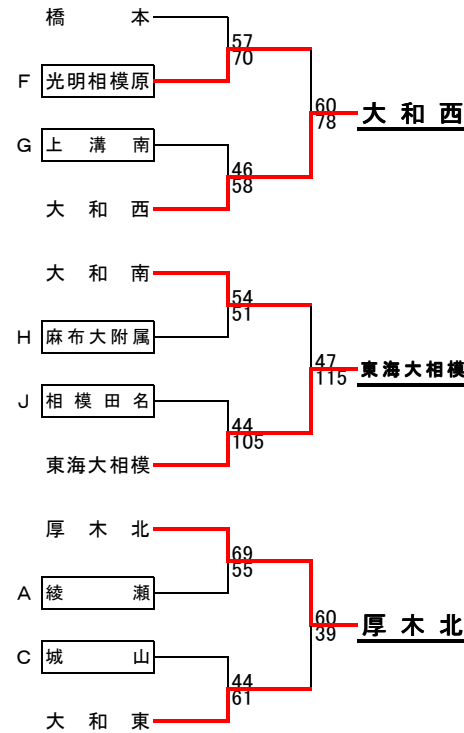 橋本
57
F 光明相模原
70
60
大和西
G 上溝南
78
46
58
大和西
大和南
54
51
H 麻布大附属
47
東海大相模
J 相模田名
115
44
105
東海大相模
厚木北
69
55
A 綾瀬
60
厚木北
C 城山
39
44
61
大和東